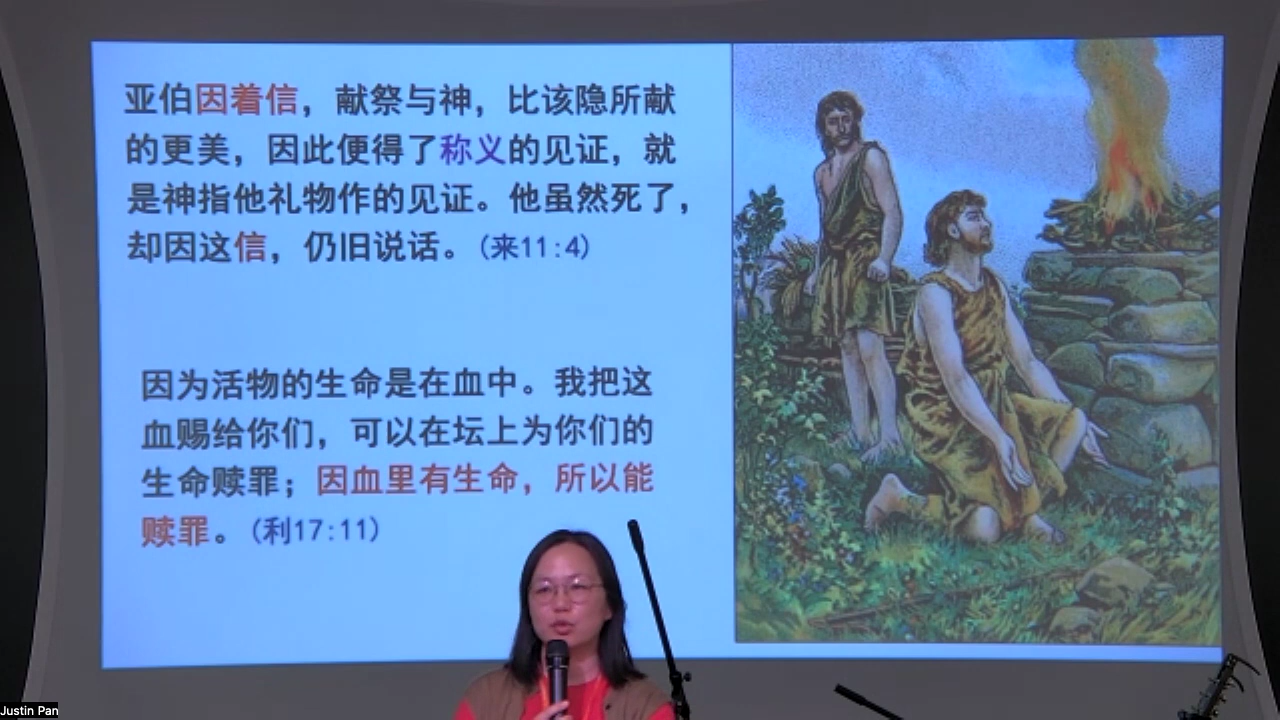 亚伯因着信，献祭与神，比该隐所献
的更美，因此便得了称义的见证，就
是神指他礼物作的见证。他虽然死了，
却因这信，仍旧说话。(来11:4)
因为活物的生命是在血中。我把这
血赐给你们，可以在坛上为你们的
生命赎罪；因血里有生命，所以能
赎罪。(利17:11)
Justin Pan